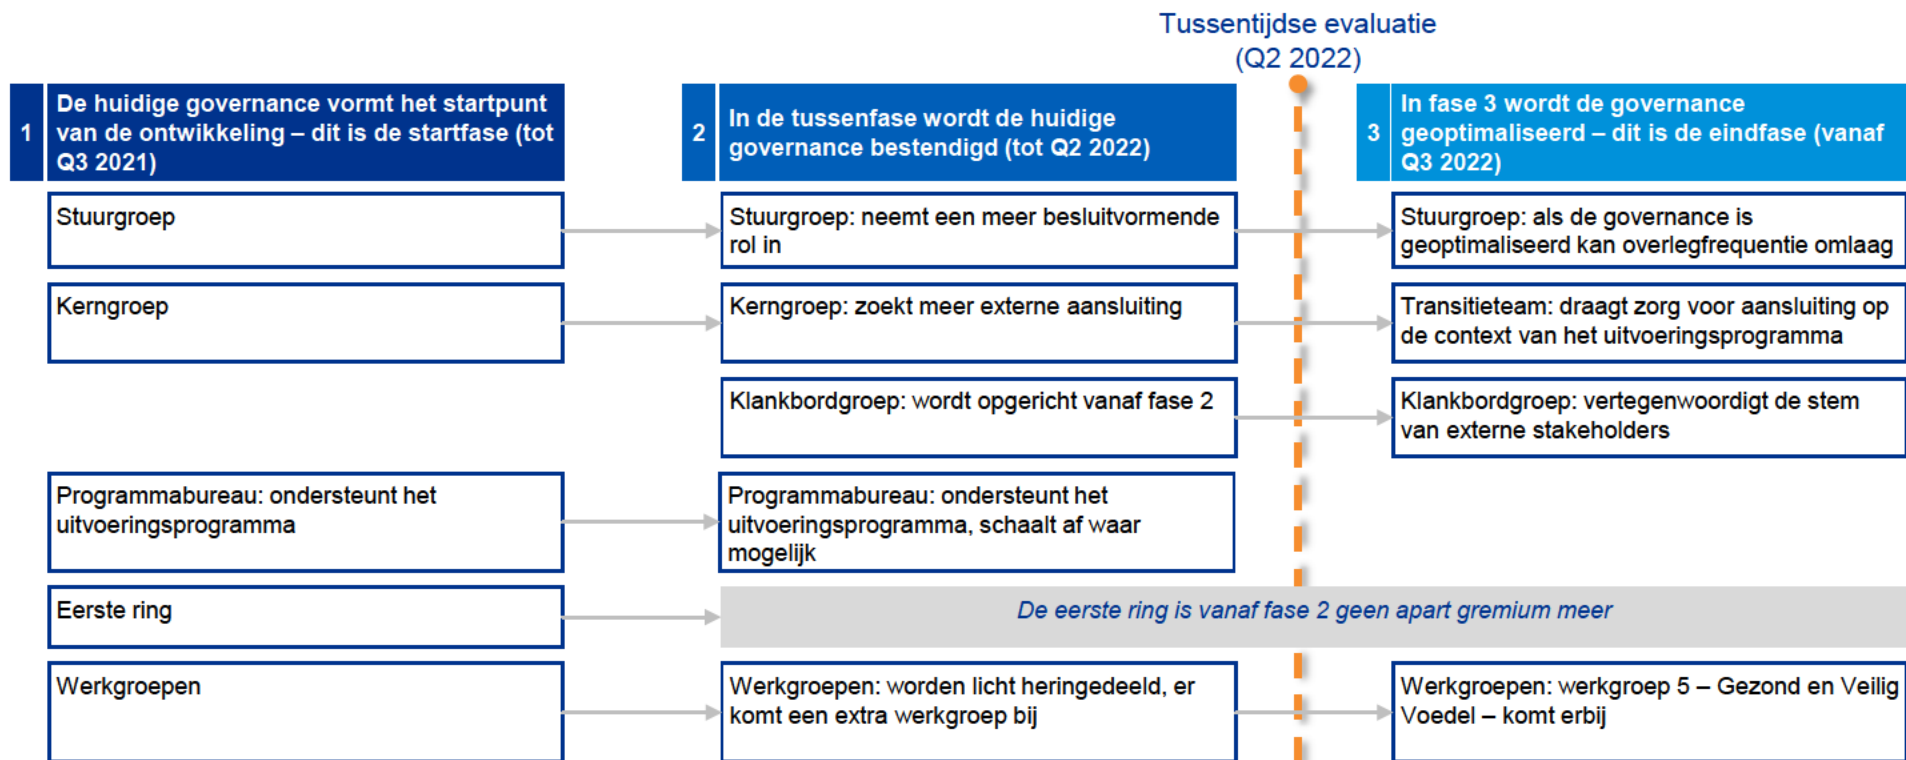 Tussentijdse evaluatie
(Q2 2022)
1
De huidige governance vormt het startpunt
van de ontwikkeling – dit is de startfase (tot
Q3 2021)
2
In de tussenfase wordt de huidige
governance bestendigd (tot Q2 2022)
3
In fase 3 wordt de governance
geoptimaliseerd – dit is de eindfase (vanaf
Q3 2022)
Stuurgroep
Stuurgroep: neemt een meer besluitvormende
rol in
Stuurgroep: als de governance is
geoptimaliseerd kan overlegfrequentie omlaag
Kerngroep
Kerngroep: zoekt meer externe aansluiting
Transitieteam: draagt zorg voor aansluiting op
de context van het uitvoeringsprogramma
Klankbordgroep: wordt opgericht vanaf fase 2
Klankbordgroep: vertegenwoordigt de stem
van externe stakeholders
Programmabureau: ondersteunt het
uitvoeringsprogramma
Programmabureau: ondersteunt het
uitvoeringsprogramma, schaalt af waar
mogelijk
Eerste ring
De eerste ring is vanaf fase 2 geen apart gremium meer
Werkgroepen
Werkgroepen: worden licht heringedeeld, er
komt een extra werkgroep bij
Werkgroepen: werkgroep 5 – Gezond en Veilig
Voedel – komt erbij